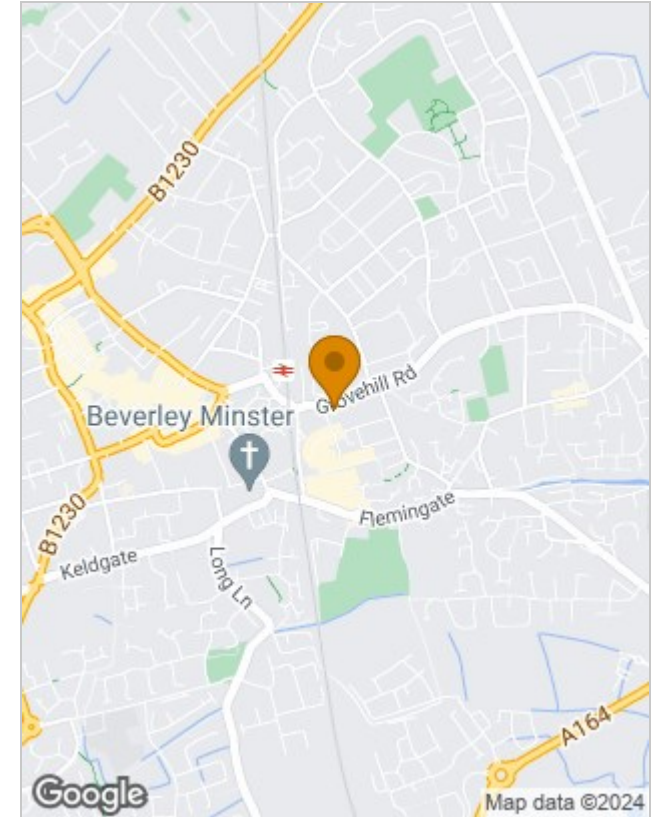 B1230
Grovehill Rd
Beverley Minster
Flemingate
B1230
Keldgate
Long Ln
A164
Google
Map data ©2024